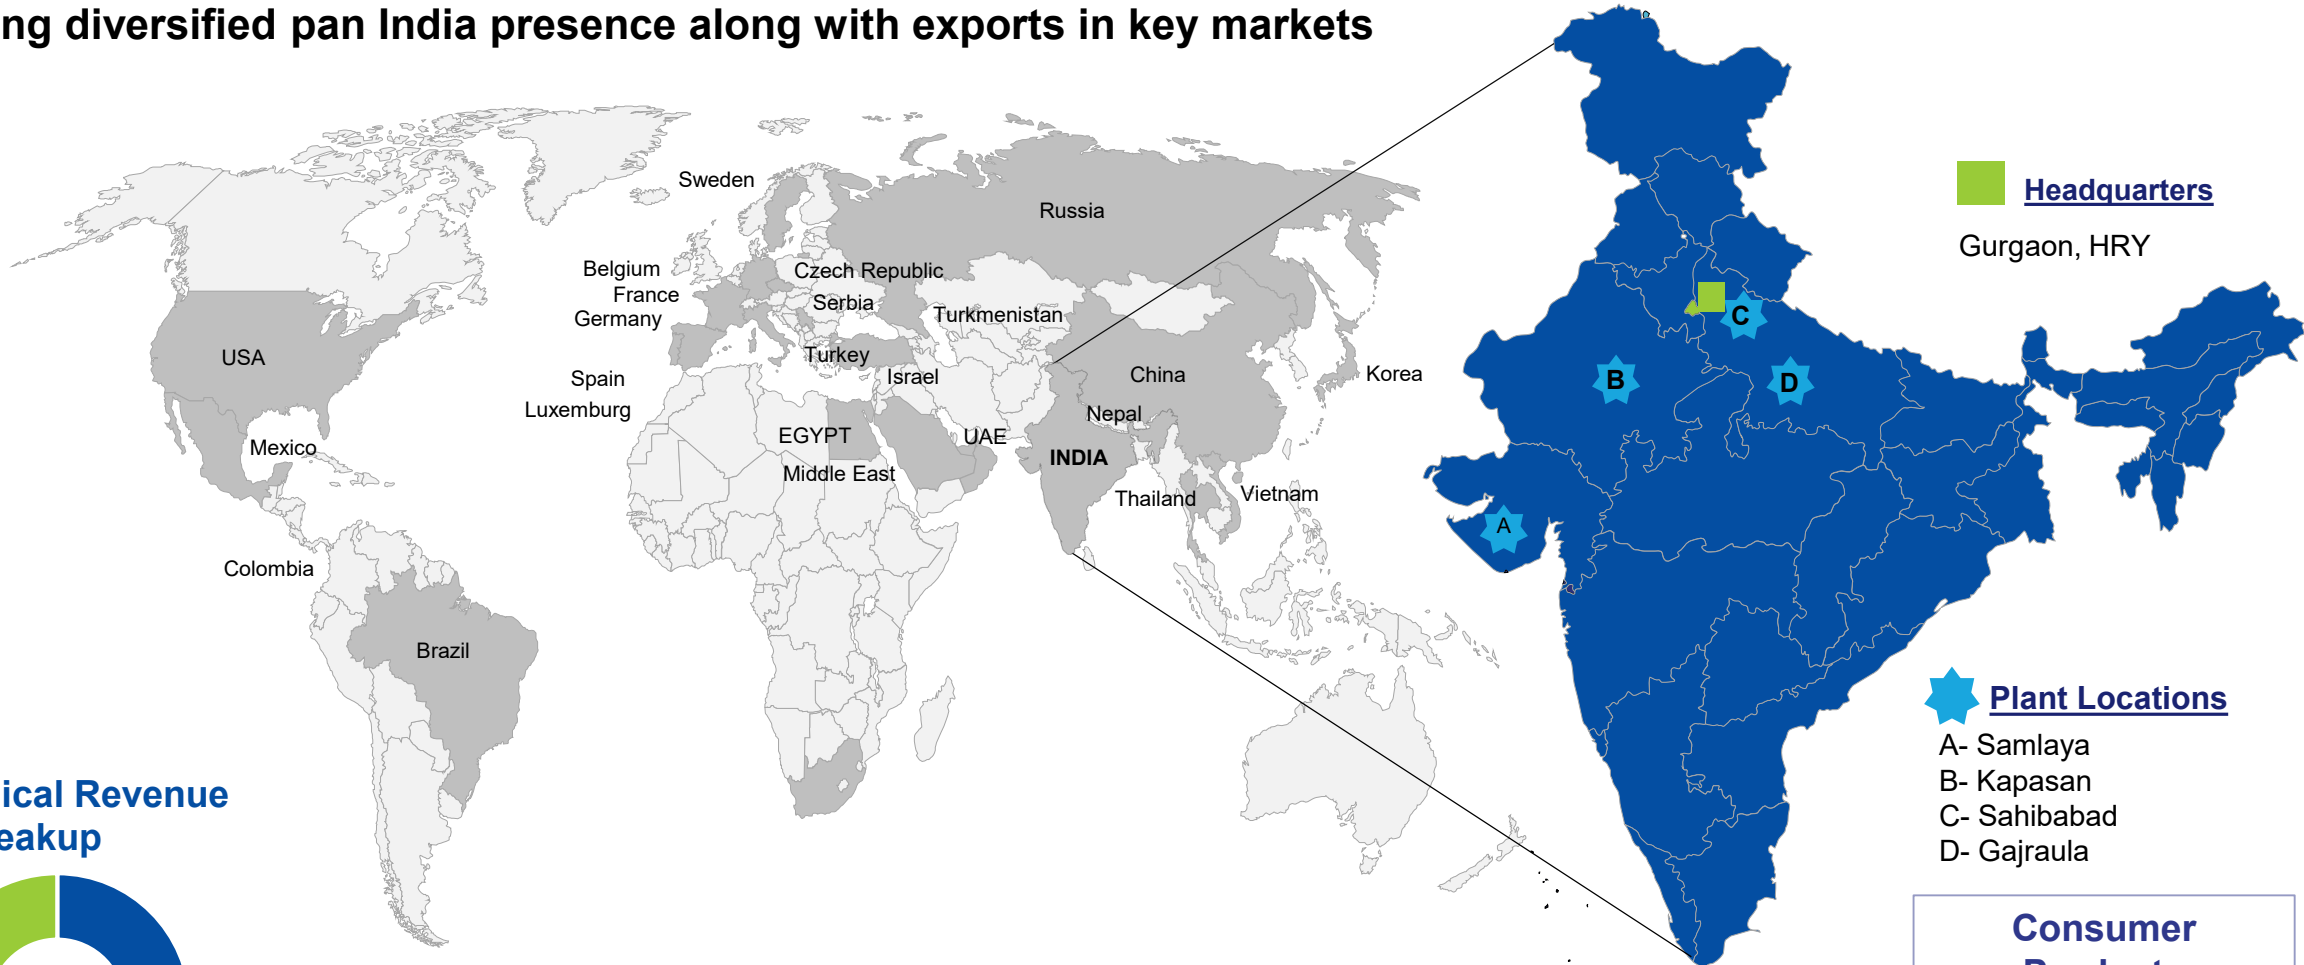 ng diversified pan India presence along with exports in key markets
Sweden
Russia
Belgium
France
Germany
Czech Republic
Serbia
Turkmenistan
Turkey
Israel
USA
Spain
Luxemburg
China
Korea
Nepal
Mexico
EGYPT
UAE
INDIA
Middle East
Thailand
Vietnam
Colombia
Brazil
Headquarters
Gurgaon, HRY
C
B
D
A
Plant Locations
A- Samlaya
B- Kapasan
C- Sahibabad
D- Gajraula
ical Revenue
eakup
Consumer